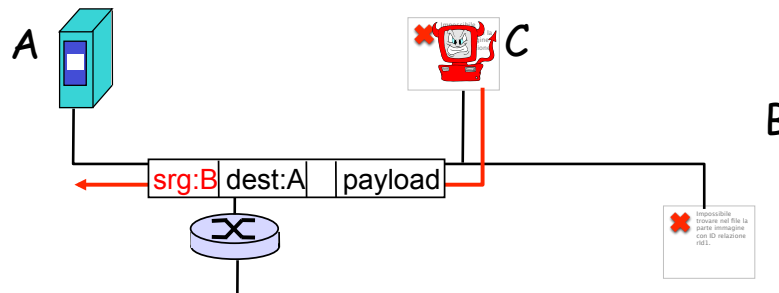 A
C
B
srg:B dest:A payload
Impossibile
trovare nel file la
parte immagine
con ID relazione
rId1.